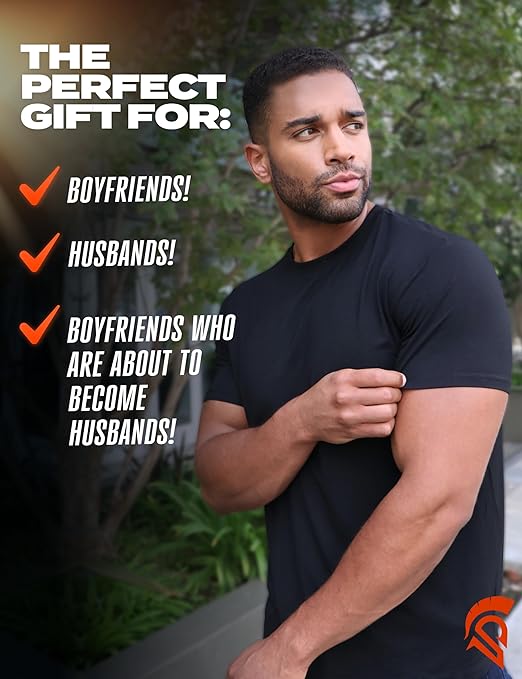 THE
PERFECT
GIFT FOR:
BOYFRIENDS!
HUSBANDS!
BOYFRIENDS WHO
ARE ABOUT TO
BECOME
HUSBANDS!